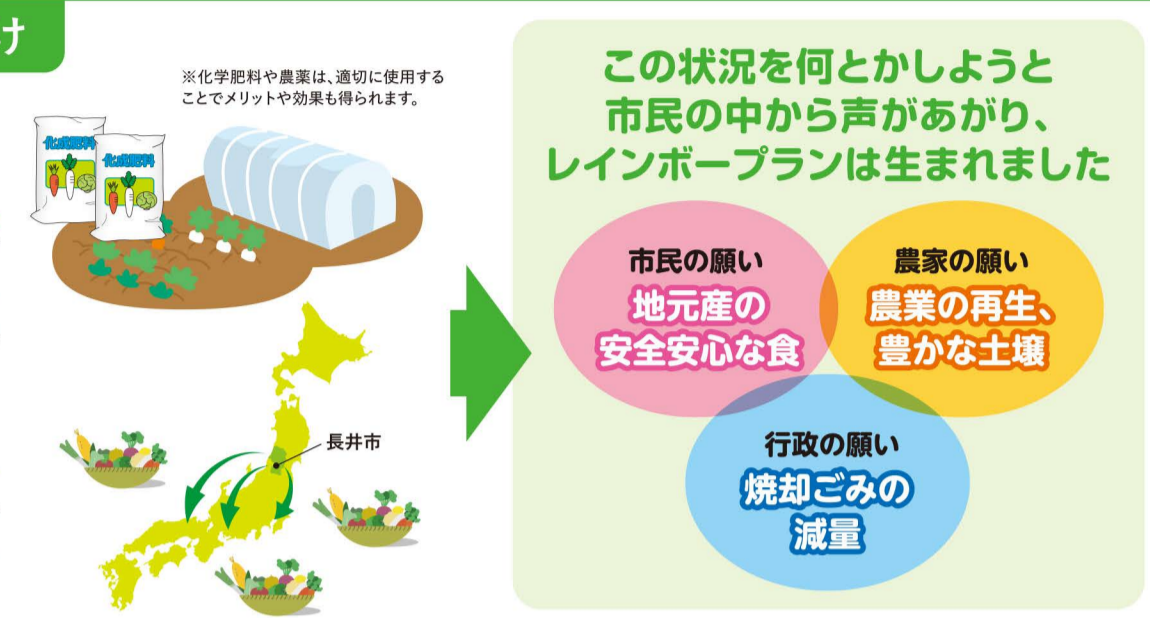 け
※化学肥料や農薬は、適切に使用する
ことでメリットや効果も得られます。
化成肥料
化成肥料
長井市
この状況を何とかしようと
市民の中から声があがり、
レインボープランは生まれました
市民の願い
地元産の
安全安心な食
農家の願い
農業の再生、
豊かな土壌
行政の願い
焼却ごみの
減量